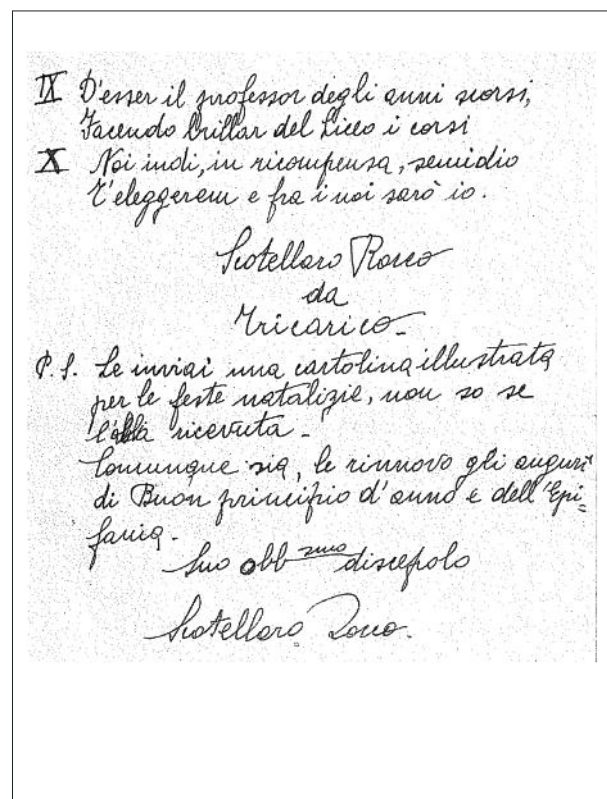 IX D'esser il professor degli anni scorsi,
Facendo brillar del Liceo i corsi
X Noi indi, in ricompensa, semidio
T'eleggerem e fra i noi sarò io.
Scotellaro Rocco
da
Tricarico-
P.S. Le inviai una cartolina illustrata
per le feste natalizie, non so se
l'abbia ricevuta-
Comunque sia, le rinnovo gli auguri
di Buon principio d'anno e dell'Epi=
fania-
Suo obb smo discepolo
Scotellaro Rocco.